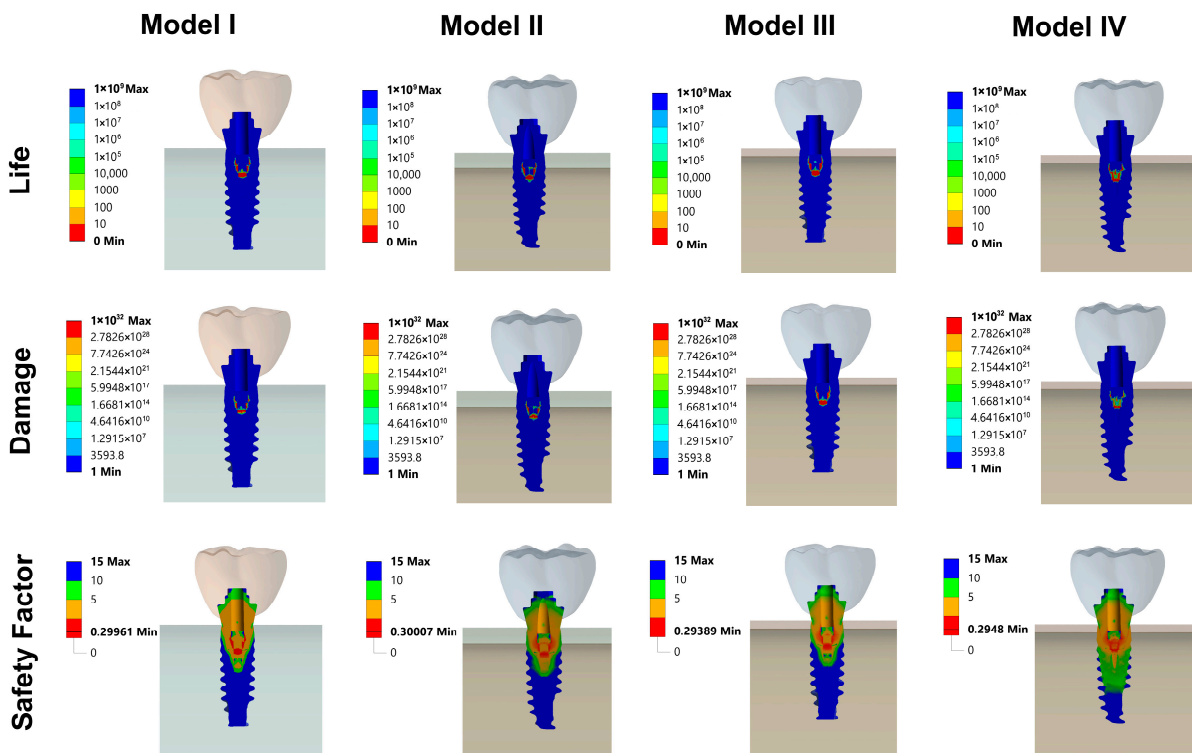 Model I
Model II
Model III
Model IV
Life
1×10⁹ Max
1×10⁸
1×10⁷
1×10⁶
1×10⁵
10,000
1000
100
10
0 Min
1×10⁹ Max
1×10⁸
1×10⁷
1×10⁶
1×10⁵
10,000
1000
100
10
0 Min
1×10⁹ Max
1×10⁸
1×10⁷
1×10⁶
1×10⁵
10,000
1000
100
10
0 Min
1×10⁹ Max
1×10⁸
1×10⁷
1×10⁶
1×10⁵
10,000
1000
100
10
0 Min
Damage
1×10³² Max
2.7826×10²⁸
7.7426×10²⁴
2.1544×10²¹
5.9948×10¹⁷
1.6681×10¹⁴
4.6416×10¹⁰
1.2915×10⁷
3593.8
1 Min
1×10³² Max
2.7826×10²⁸
7.7426×10²⁴
2.1544×10²¹
5.9948×10¹⁷
1.6681×10¹⁴
4.6416×10¹⁰
1.2915×10⁷
3593.8
1 Min
1×10³² Max
2.7826×10²⁸
7.7426×10²⁴
2.1544×10²¹
5.9948×10¹⁷
1.6681×10¹⁴
4.6416×10¹⁰
1.2915×10⁷
3593.8
1 Min
1×10³² Max
2.7826×10²⁸
7.7426×10²⁴
2.1544×10²¹
5.9948×10¹⁷
1.6681×10¹⁴
4.6416×10¹⁰
1.2915×10⁷
3593.8
1 Min
Safety Factor
15 Max
10
5
0.29961 Min
0
15 Max
10
5
0.30007 Min
0
15 Max
10
5
0.29389 Min
0
15 Max
10
5
0.2948 Min
0